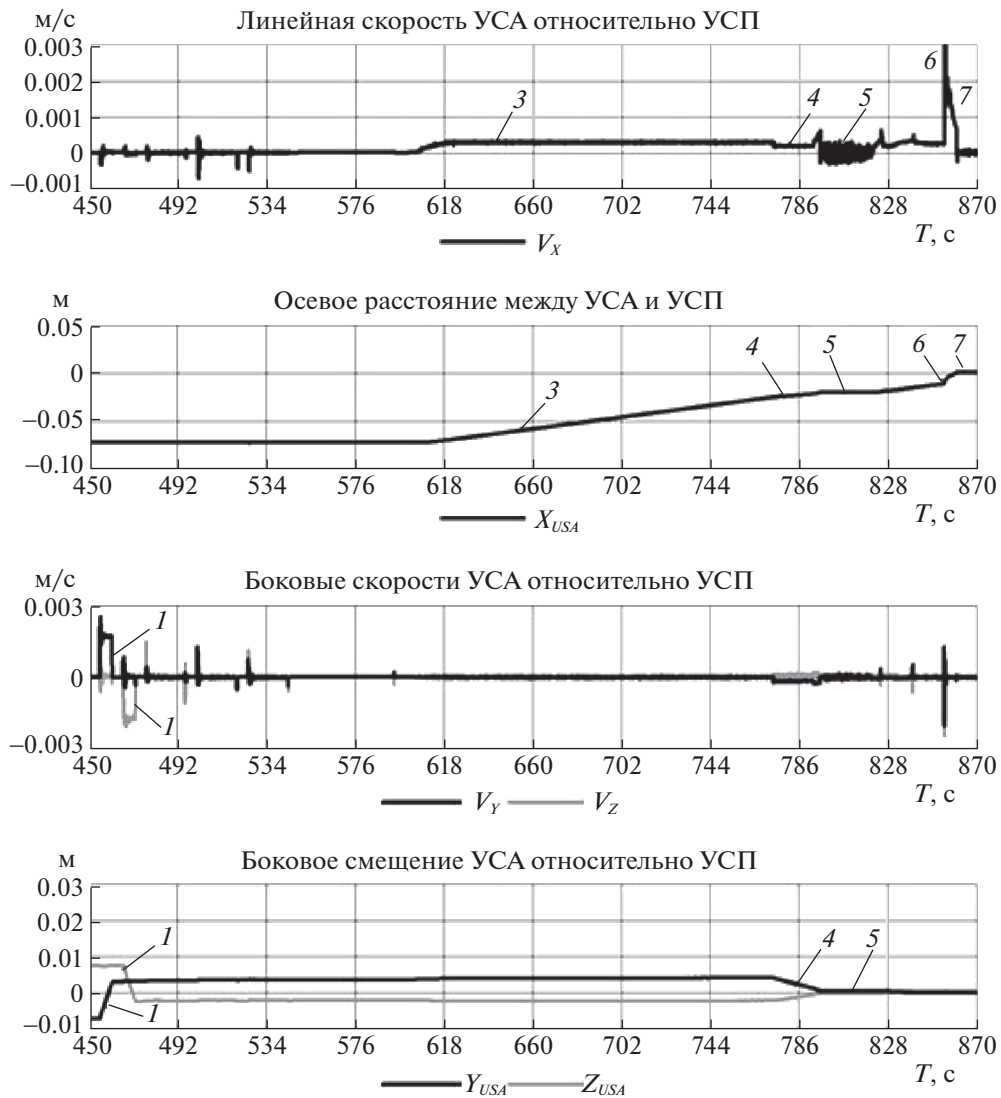 м/с Линейная скорость УСА относительно УСП
0.003
0.002
0.001
0
–0.001
3
4
5
6
7
450 492 534 576 618 660 702 744 786 828 870
V_X
T, с
м Осевое расстояние между УСА и УСП
0.05
0
–0.05
–0.10
3
4
5
6
7
450 492 534 576 618 660 702 744 786 828 870
X_USA
T, с
м/с Боковые скорости УСА относительно УСП
0.003
0
–0.003
1
1
450 492 534 576 618 660 702 744 786 828 870
V_Y V_Z
T, с
м Боковое смещение УСА относительно УСП
0.03
0.02
0.01
0
–0.01
1
1
4
5
450 492 534 576 618 660 702 744 786 828 870
Y_USA Z_USA
T, с